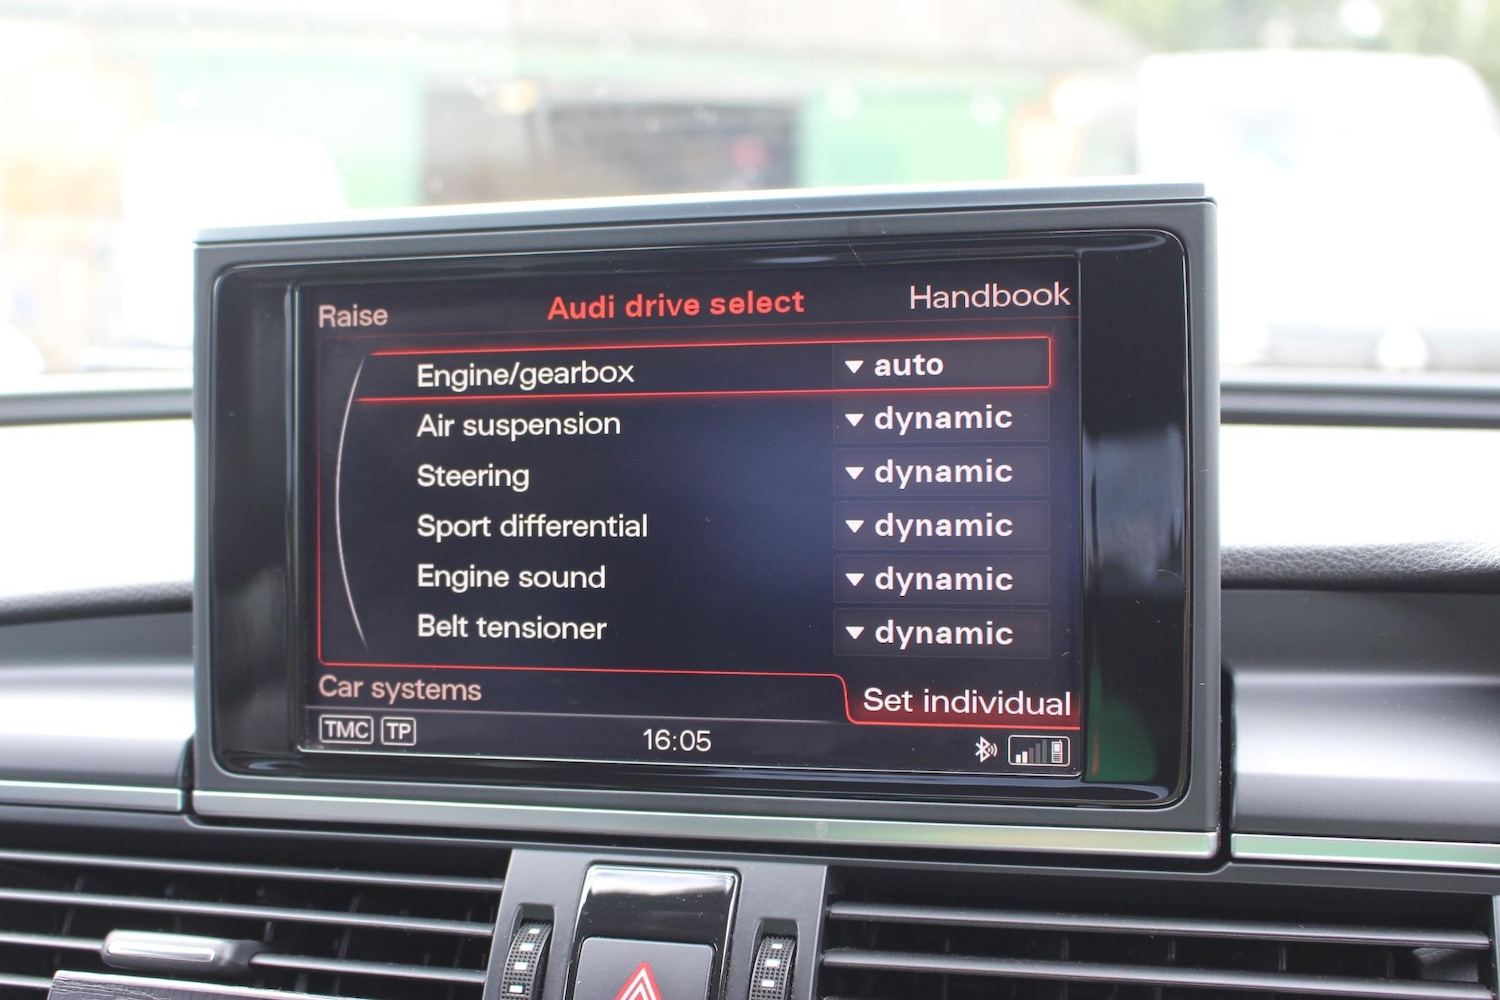 Raise Audi drive select Handbook
Engine/gearbox ▼ auto
Air suspension ▼ dynamic
Steering ▼ dynamic
Sport differential ▼ dynamic
Engine sound ▼ dynamic
Belt tensioner ▼ dynamic
Car systems Set individual
TMC TP 16:05